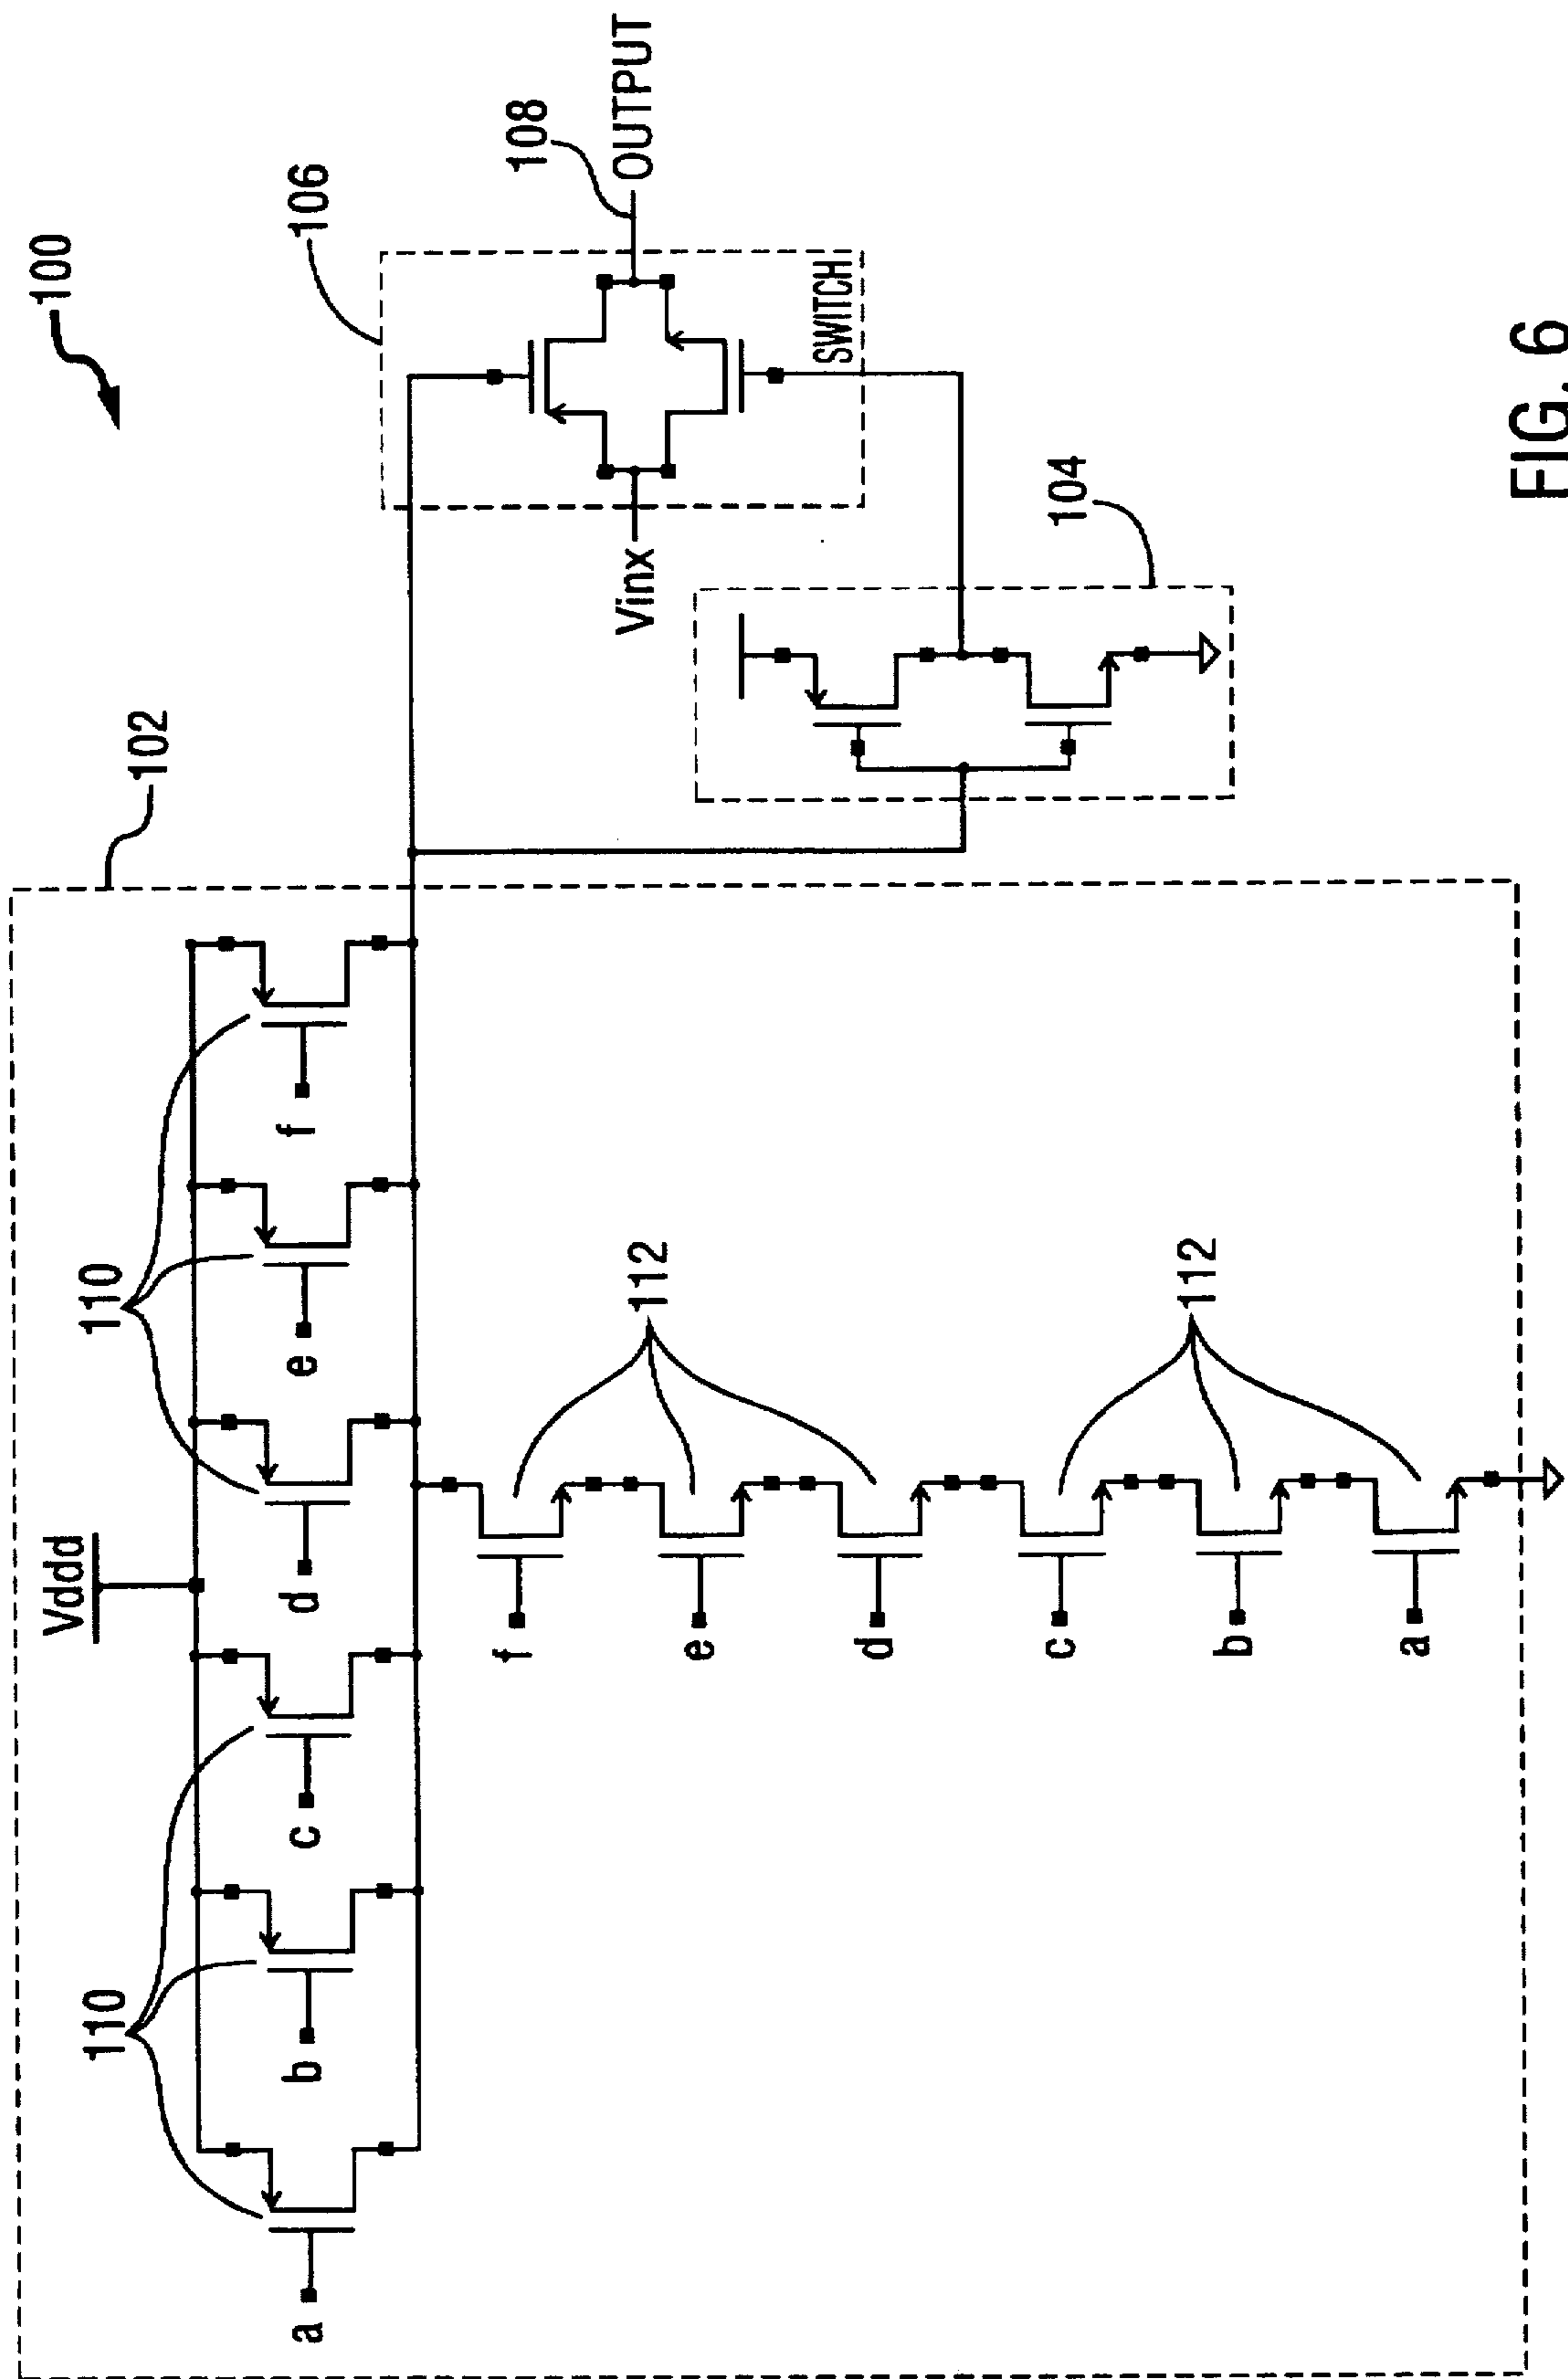 100
102
106
108
OUTPUT
Vddd
110
110
a
b
c
d
e
f
Vinx
SWITCH
104
f
e
d
c
b
a
112
112
FIG. 6